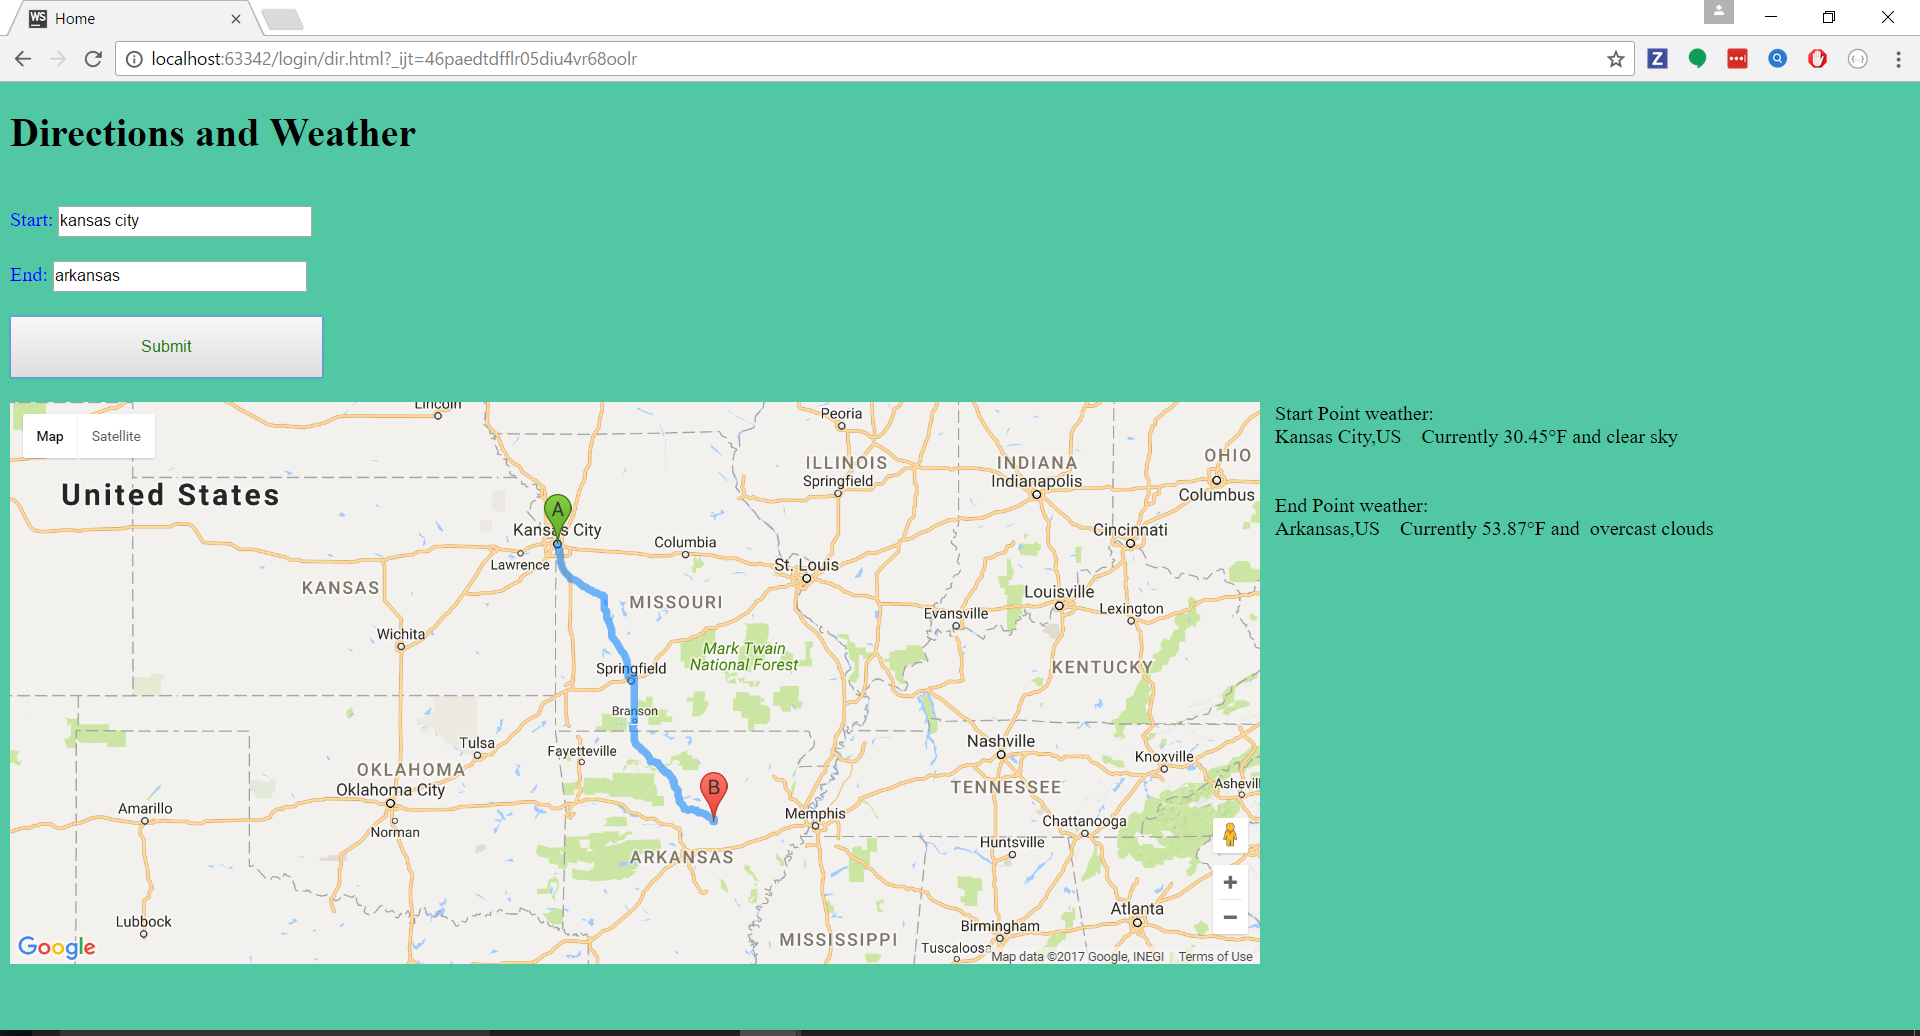 WS Home
localhost:63342/login/dir.html?_ijt=46paedtdfflr05diu4vr68oolr
Z
Directions and Weather
Start: kansas city
End: arkansas
Submit
Map Satellite
United States
Lincoln
Peoria
ILLINOIS
Springfield
INDIANA
Indianapolis
OHIO
Columbus
A
Kansas City
Columbia
Cincinnati
Lawrence
St. Louis
KANSAS
MISSOURI
Louisville
Evansville
Lexington
Wichita
Mark Twain
National Forest
Springfield
KENTUCKY
Branson
Tulsa
Fayetteville
Nashville
Knoxville
OKLAHOMA
Oklahoma City
B
TENNESSEE
Ashevil
Amarillo
Memphis
Chattanooga
Norman
Huntsville
ARKANSAS
Lubbock
Atlanta
Birmingham
MISSISSIPPI
Tuscaloosa
Google
Map data ©2017 Google, INEGI Terms of Use
Start Point weather:
Kansas City,US Currently 30.45°F and clear sky
End Point weather:
Arkansas,US Currently 53.87°F and overcast clouds